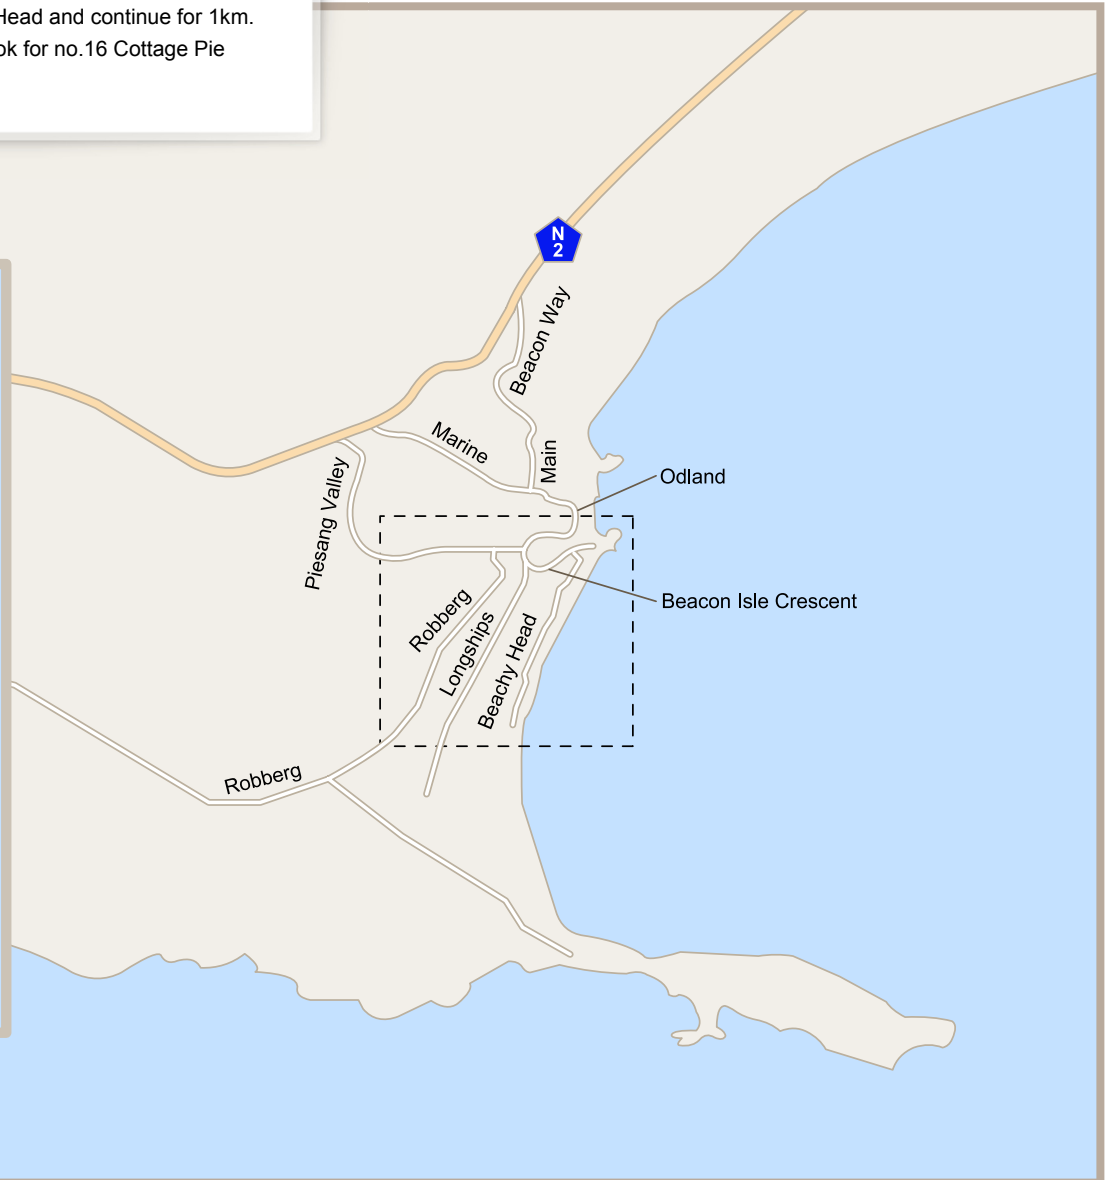 Head and continue for 1km.
ok for no.16 Cottage Pie
N
2
Beacon Way
Marine
Main
Odland
Piesang Valley
Beacon Isle Crescent
Robberg
Longships
Beachy Head
Robberg